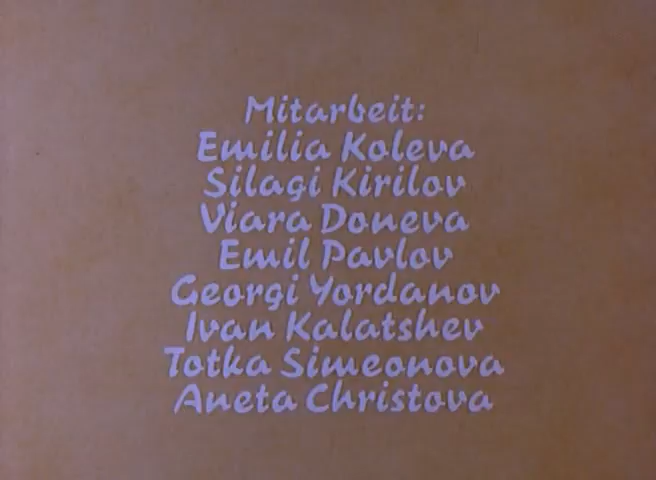 Mitarbeit:
Emilia Koleva
Silagi Kirilov
Viara Doneva
Emil Pavlov
Georgi Yordanov
Ivan Kalatshev
Totka Simeonova
Aneta Christova